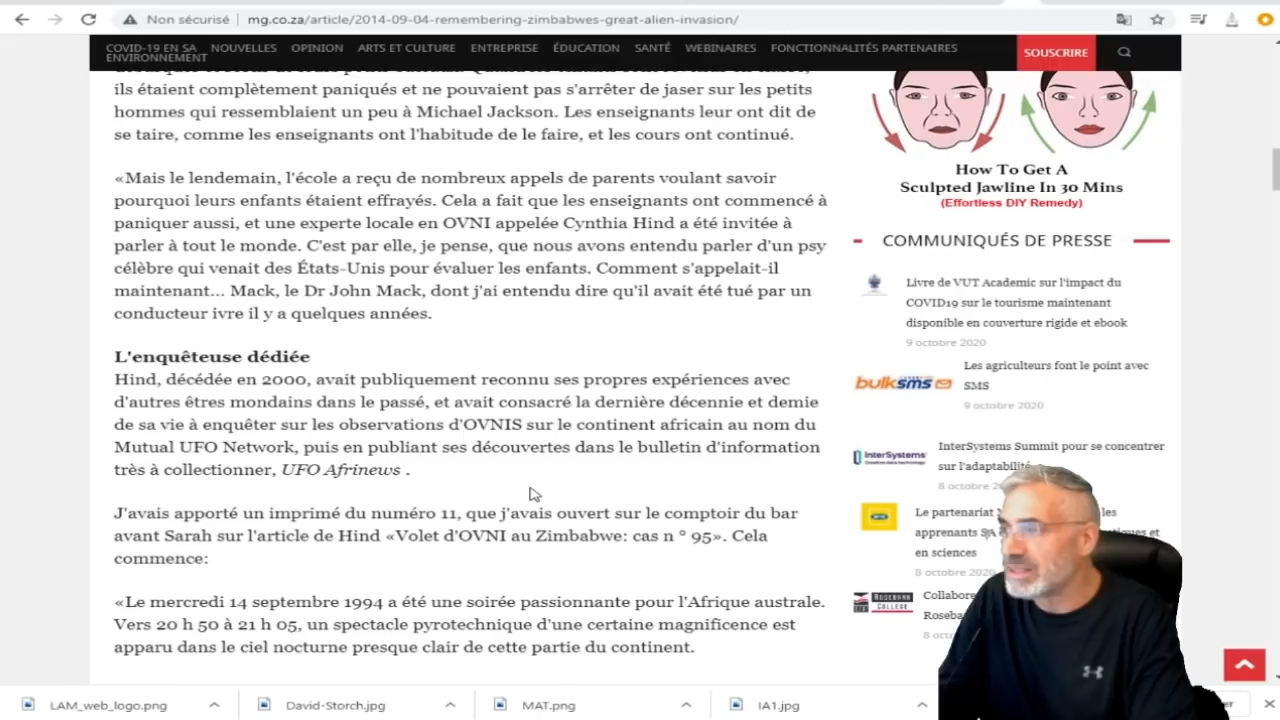 Non sécurisé | mg.co.za/article/2014-09-04-remembering-zimbabwes-great-alien-invasion/
COVID-19 EN SA NOUVELLES OPINION ARTS ET CULTURE ENTREPRISE ÉDUCATION SANTÉ WEBINAIRES FONCTIONNALITÉS PARTENAIRES
ENVIRONNEMENT
SOUSCRIRE
ils étaient complètement paniqués et ne pouvaient pas s'arrêter de jaser sur les petits
hommes qui ressemblaient un peu à Michael Jackson. Les enseignants leur ont dit de
se taire, comme les enseignants ont l'habitude de le faire, et les cours ont continué.
«Mais le lendemain, l'école a reçu de nombreux appels de parents voulant savoir
pourquoi leurs enfants étaient effrayés. Cela a fait que les enseignants ont commencé à
paniquer aussi, et une experte locale en OVNI appelée Cynthia Hind a été invitée à
parler à tout le monde. C'est par elle, je pense, que nous avons entendu parler d'un psy
célèbre qui venait des États-Unis pour évaluer les enfants. Comment s'appelait-il
maintenant... Mack, le Dr John Mack, dont j'ai entendu dire qu'il avait été tué par un
conducteur ivre il y a quelques années.
L'enquêteuse dédiée
Hind, décédée en 2000, avait publiquement reconnu ses propres expériences avec
d'autres êtres mondains dans le passé, et avait consacré la dernière décennie et demie
de sa vie à enquêter sur les observations d'OVNIS sur le continent africain au nom du
Mutual UFO Network, puis en publiant ses découvertes dans le bulletin d'information
très à collectionner, UFO Afrinews .
J'avais apporté un imprimé du numéro 11, que j'avais ouvert sur le comptoir du bar
avant Sarah sur l'article de Hind «Volet d'OVNI au Zimbabwe: cas n ° 95». Cela
commence:
«Le mercredi 14 septembre 1994 a été une soirée passionnante pour l'Afrique australe.
Vers 20 h 50 à 21 h 05, un spectacle pyrotechnique d'une certaine magnificence est
apparu dans le ciel nocturne presque clair de cette partie du continent.
How To Get A
Sculpted Jawline In 30 Mins
(Effortless DIY Remedy)
COMMUNIQUÉS DE PRESSE
Livre de VUT Academic sur l'impact du
COVID19 sur le tourisme maintenant
disponible en couverture rigide et ebook
9 octobre 2020
bulksms
Les agriculteurs font le point avec
SMS
9 octobre 2020
InterSystems
InterSystems Summit pour se concentrer
sur l'adaptabilité
8 octobre
Le partenariat les
apprenants
en sciences
8 octobre 2020
ROSEBANK
COLLEGE
8
LAM_web_logo.png
David-Storch.jpg
MAT.png
IA1.jpg